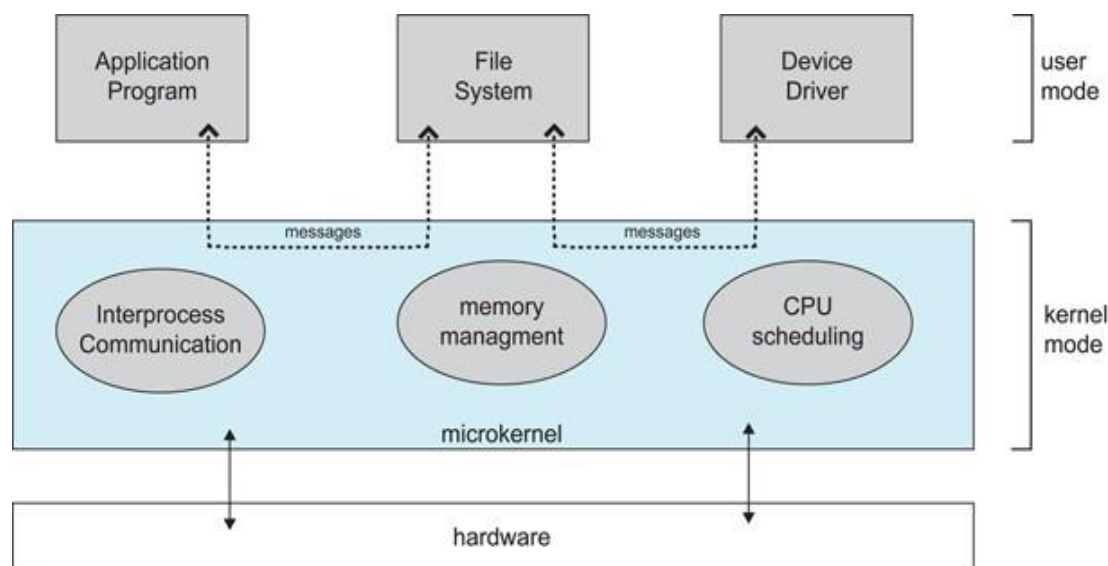 Application
Program
File
System
Device
Driver
user
mode
messages
messages
Interprocess
Communication
memory
managment
CPU
scheduling
kernel
mode
microkernel
hardware